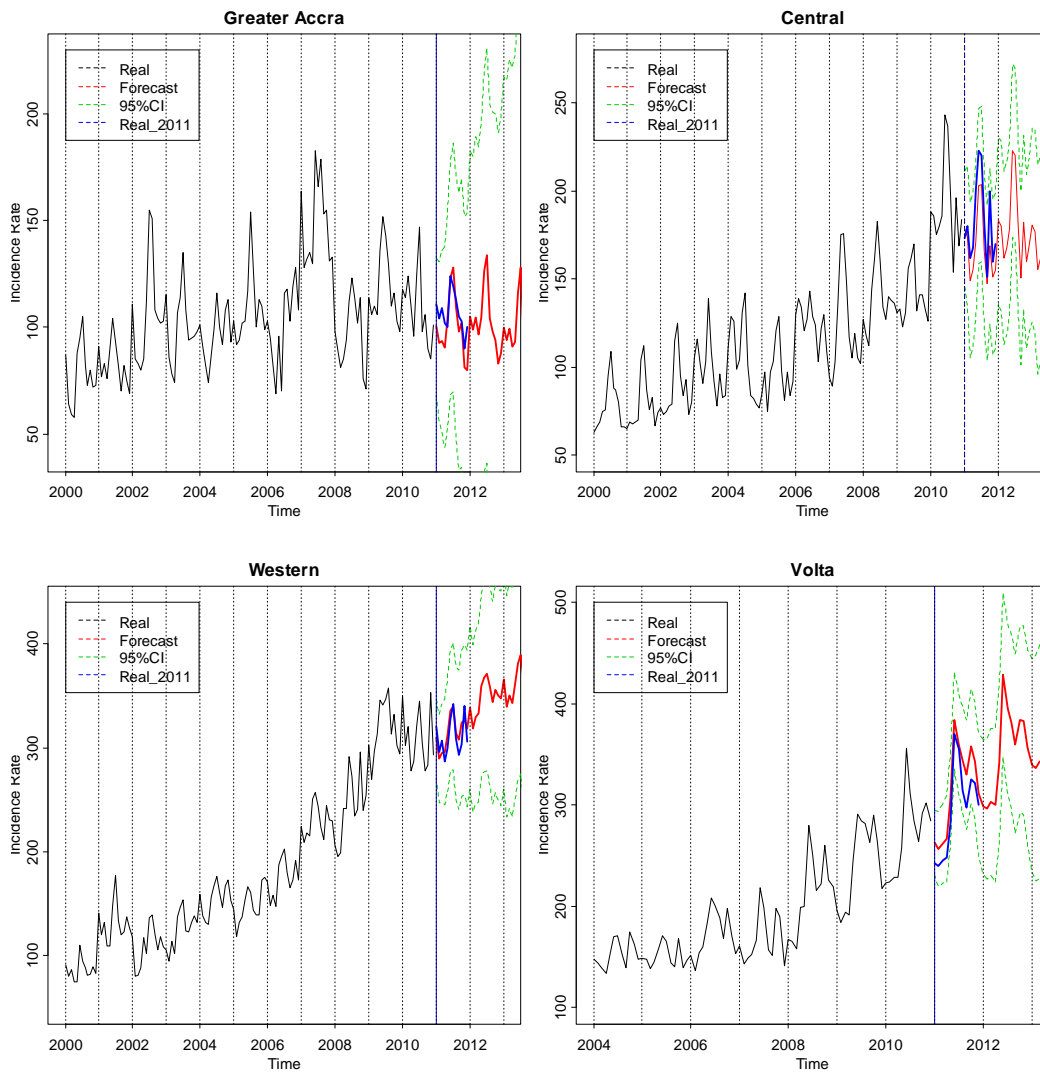 Greater Accra
Real
Forecast
95%CI
Real_2011
Incidence Rate
50 100 150 200
2000 2002 2004 2006 2008 2010 2012
Time
Central
Real
Forecast
95%CI
Real_2011
Incidence Rate
50 100 150 200 250
2000 2002 2004 2006 2008 2010 2012
Time
Western
Real
Forecast
95%CI
Real_2011
Incidence Rate
100 200 300 400
2000 2002 2004 2006 2008 2010 2012
Time
Volta
Real
Forecast
95%CI
Real_2011
Incidence Rate
100 200 300 400 500
2004 2006 2008 2010 2012
Time